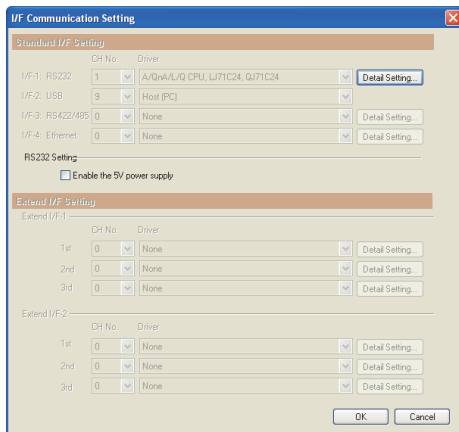 I/F Communication Setting
Standard I/F Setting
CH No. Driver
I/F-1: RS232 1 A/QnA/L/Q CPU, LJ71C24, QJ71C24 Detail Setting...
I/F-2: USB 9 Host (PC)
I/F-3: RS422/485 0 None Detail Setting...
I/F-4: Ethernet 0 None Detail Setting...
RS232 Setting
Enable the 5V power supply
Extend I/F Setting
Extend I/F-1
CH No. Driver
1st 0 None Detail Setting...
2nd 0 None Detail Setting...
3rd 0 None Detail Setting...
Extend I/F-2
CH No. Driver
1st 0 None Detail Setting...
2nd 0 None Detail Setting...
3rd 0 None Detail Setting...
OK Cancel